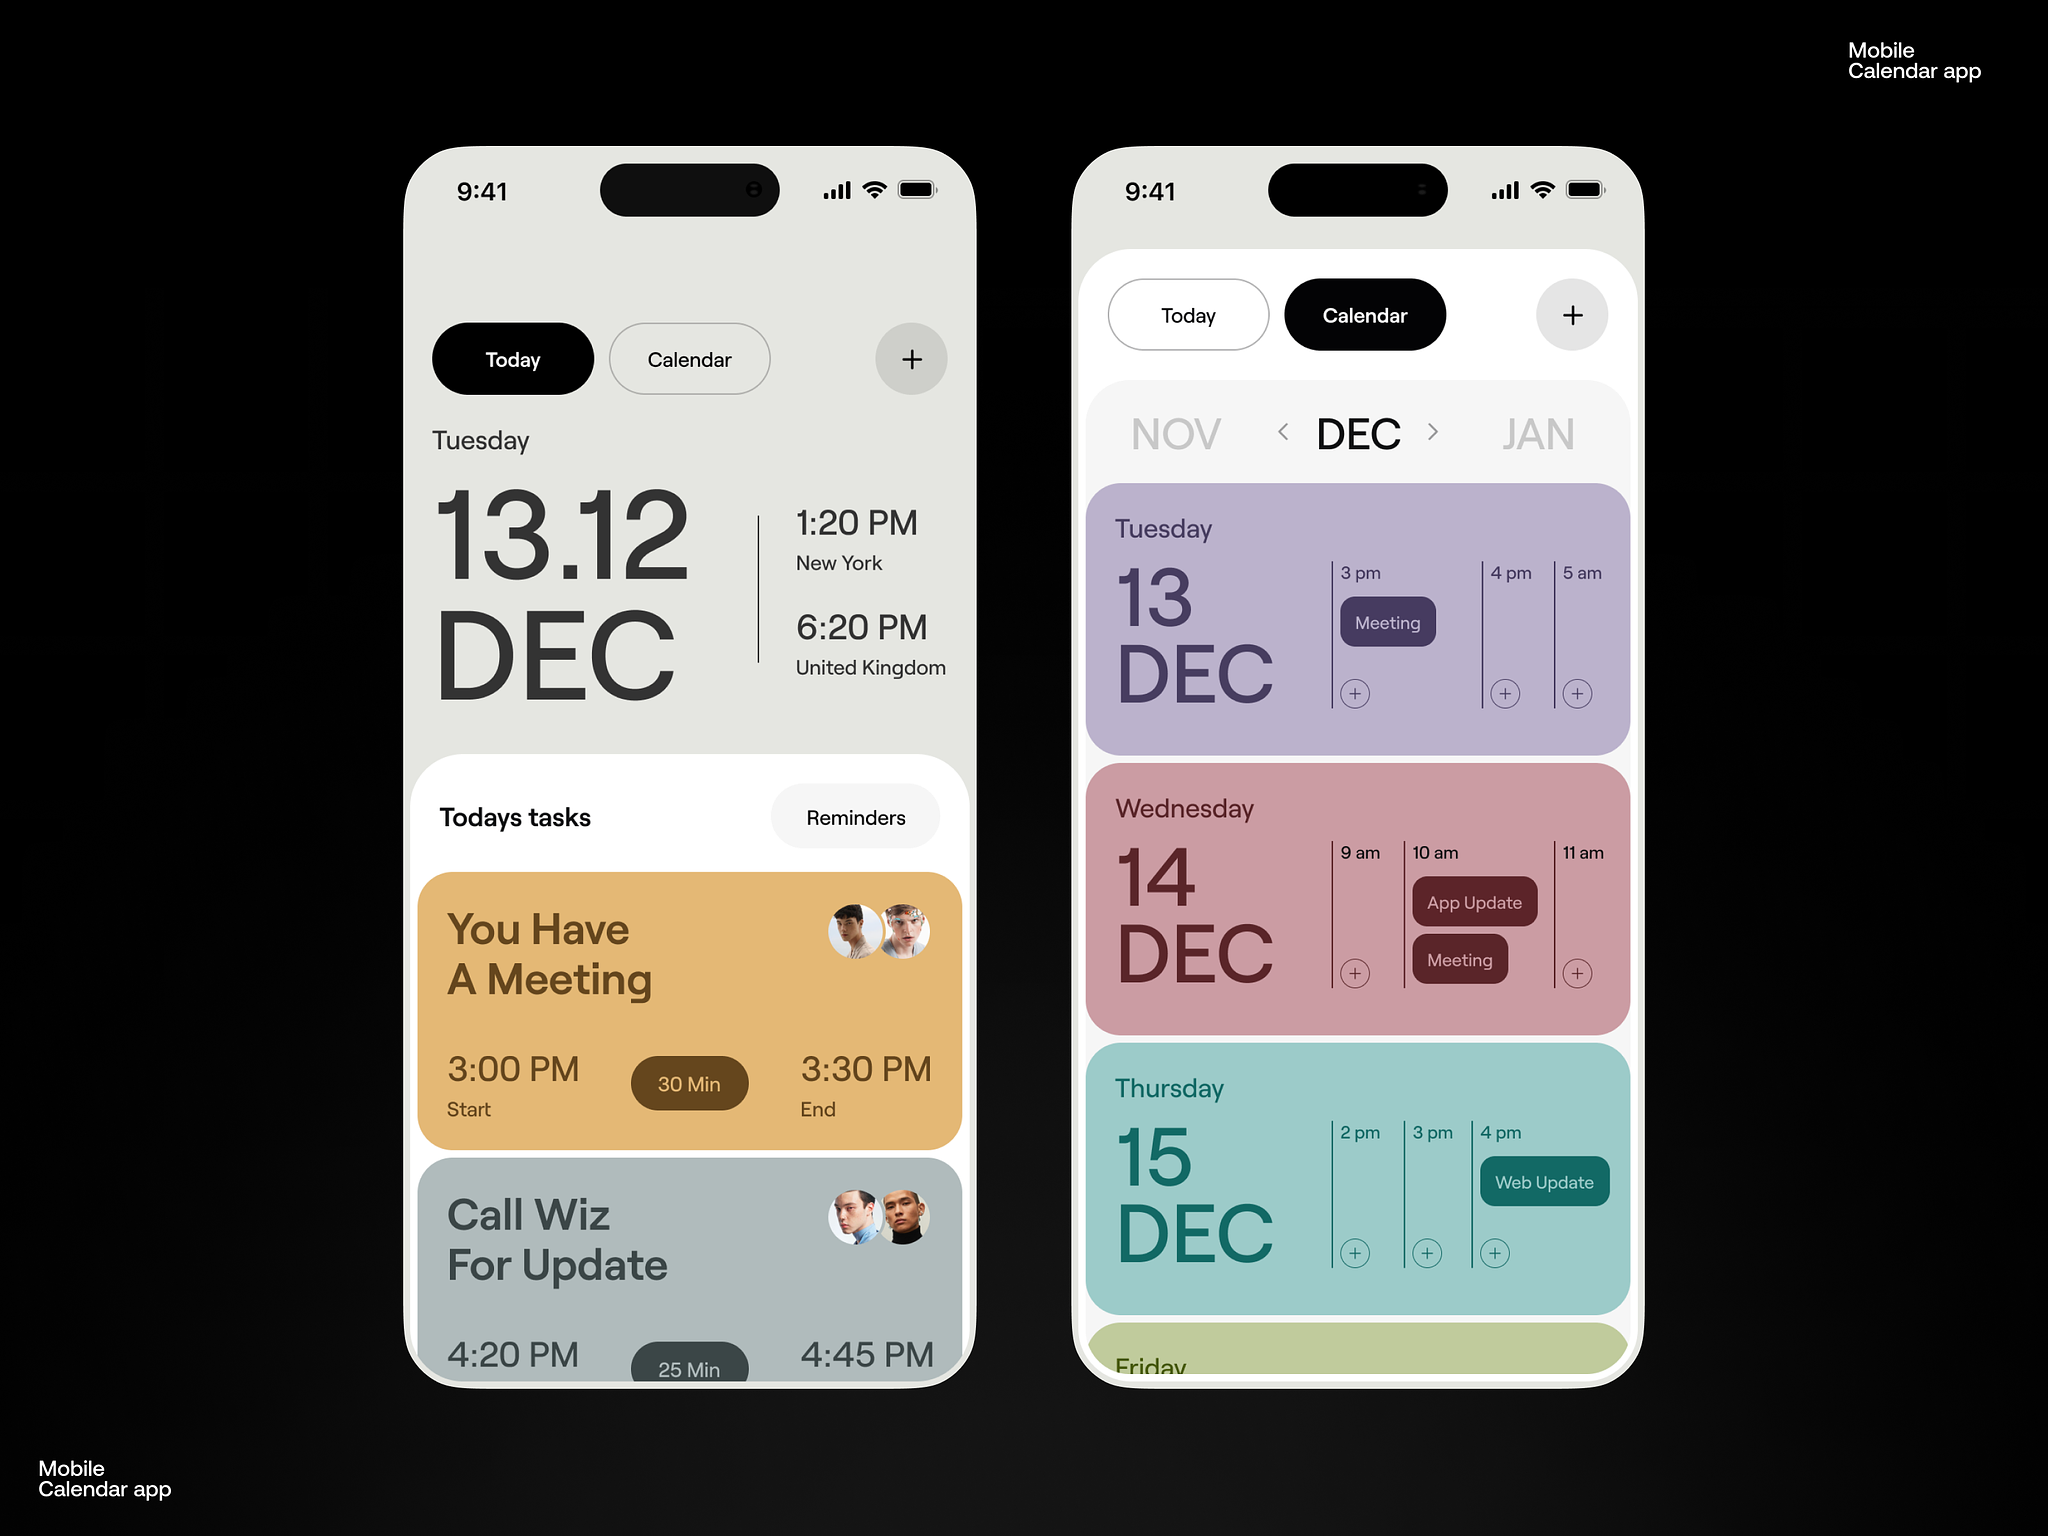 Mobile
Calendar app
9:41
Today
Calendar
+
Tuesday
13.12
DEC
1:20 PM
New York
6:20 PM
United Kingdom
Todays tasks
Reminders
You Have
A Meeting
3:00 PM
Start
30 Min
3:30 PM
End
Call Wiz
For Update
4:20 PM
25 Min
4:45 PM
9:41
Today
Calendar
+
NOV
< DEC >
JAN
Tuesday
13
DEC
3 pm
Meeting
+
4 pm
+
5 am
+
Wednesday
14
DEC
9 am
+
10 am
App Update
Meeting
11 am
+
Thursday
15
DEC
2 pm
+
3 pm
+
4 pm
Web Update
+
Friday
Mobile
Calendar app